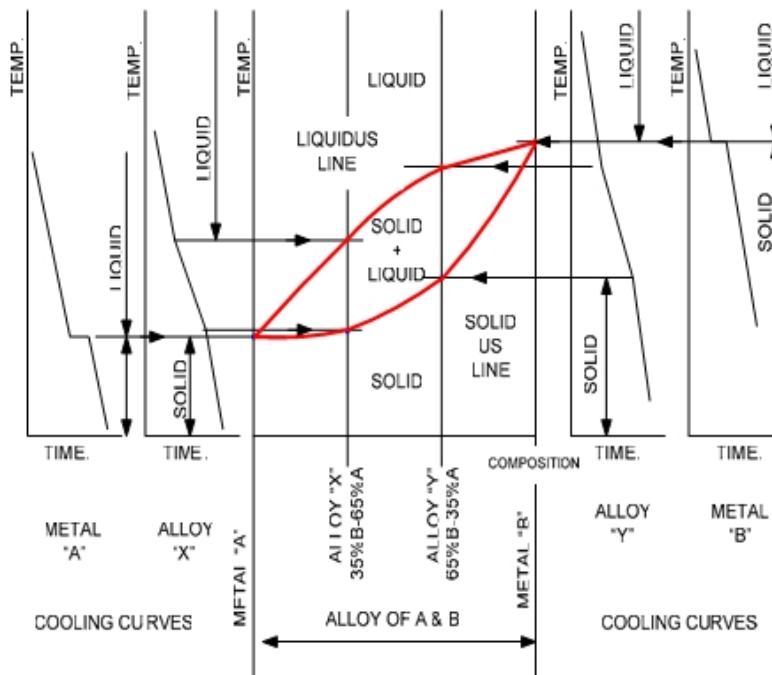 TEMP.
TEMP.
TEMP.
TEMP.
TEMP.
LIQUID
LIQUID
LIQUID
LIQUID
LIQUIDUS
LINE
LIQUID
SOLID
+
LIQUID
SOLID
LIQUID
SOLID
US
LINE
SOLID
SOLID
SOLID
TIME.
TIME.
COMPOSITION
TIME.
TIME.
METAL
"A"
ALLOY
"X"
METAL "A"
ALLOY "X"
35%B-65%A
ALLOY "Y"
65%B-35%A
METAL "B"
ALLOY
"Y"
METAL
"B"
COOLING CURVES
ALLOY OF A & B
COOLING CURVES